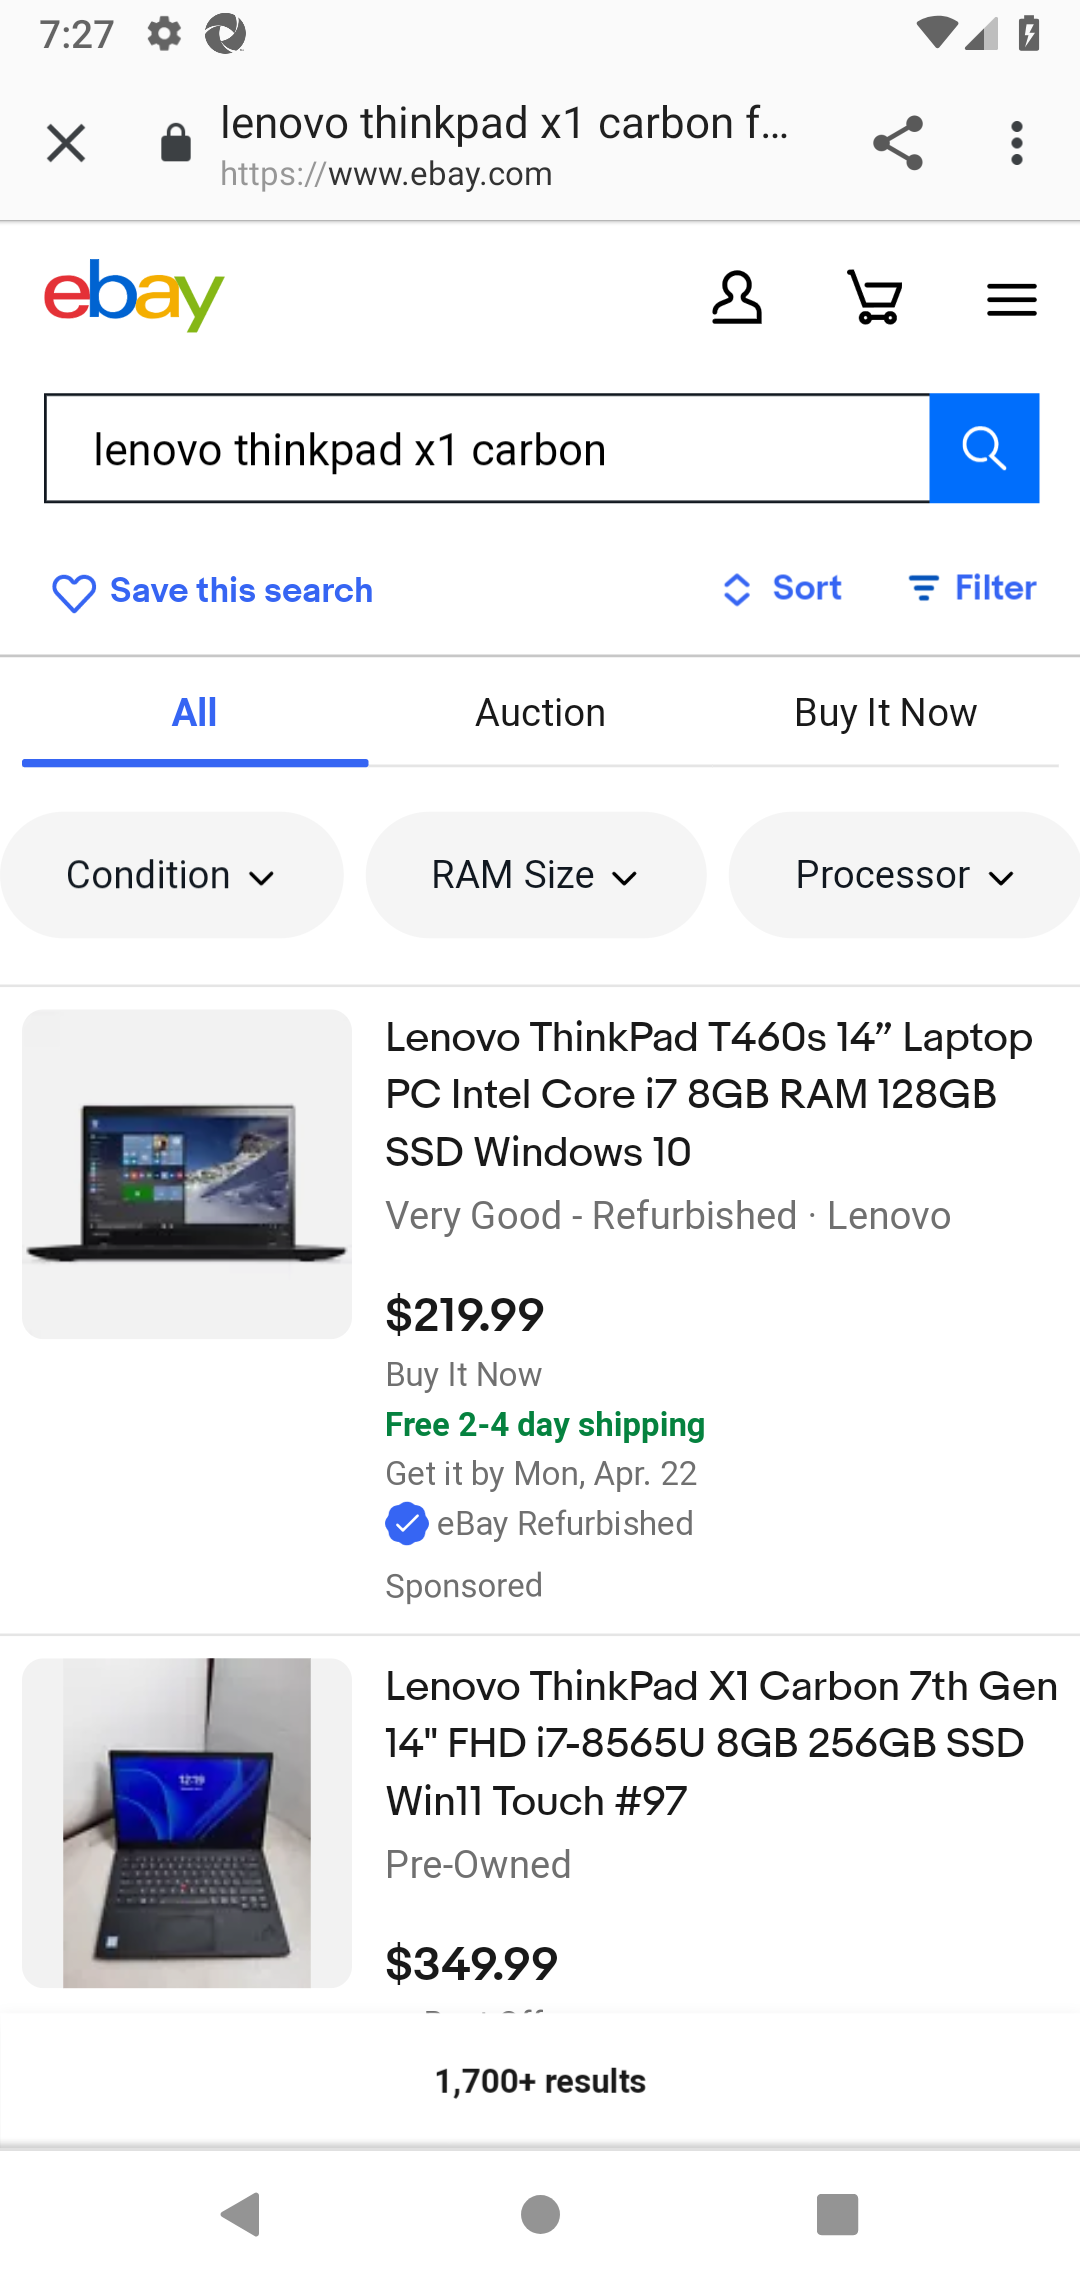 7:27
lenovo thinkpad x1 carbon f...
https://www.ebay.com
ebay
lenovo thinkpad x1 carbon
Save this search
Sort
Filter
All
Auction
Buy It Now
Condition
RAM Size
Processor
Lenovo ThinkPad T460s 14” Laptop
PC Intel Core i7 8GB RAM 128GB
SSD Windows 10
Very Good - Refurbished · Lenovo
$219.99
Buy It Now
Free 2-4 day shipping
Get it by Mon, Apr. 22
eBay Refurbished
Sponsored
Lenovo ThinkPad X1 Carbon 7th Gen
14" FHD i7-8565U 8GB 256GB SSD
Win11 Touch #97
12:19
Pre-Owned
$349.99
1,700+ results